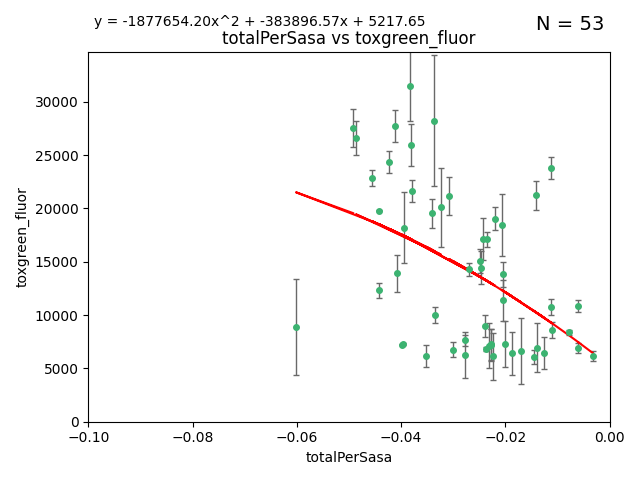 y = -1877654.20x^2 + -383896.57x + 5217.65
N = 53
totalPerSasa vs toxgreen_fluor
30000
25000
20000
15000
10000
5000
0
toxgreen_fluor
−0.10 −0.08 −0.06 −0.04 −0.02 0.00
totalPerSasa